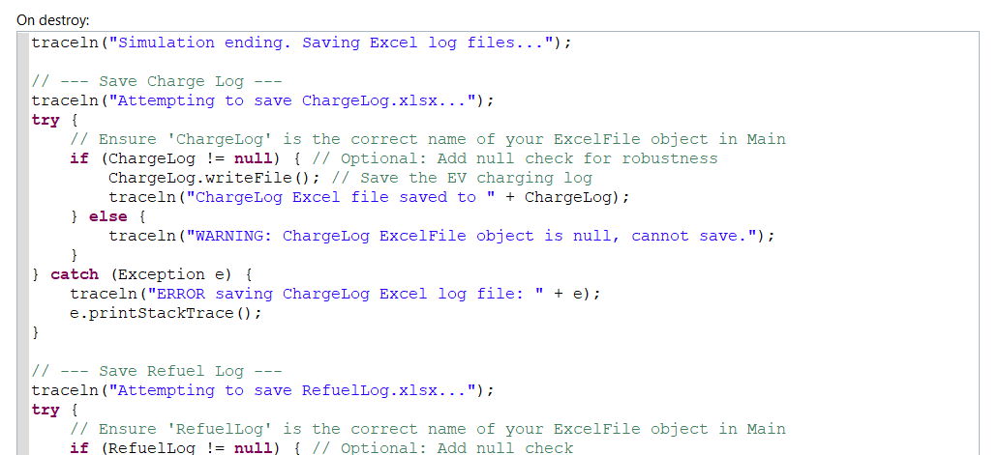 On destroy:
traceln("Simulation ending. Saving Excel log files...");
// --- Save Charge Log ---
traceln("Attempting to save ChargeLog.xlsx...");
try {
    // Ensure 'ChargeLog' is the correct name of your ExcelFile object in Main
    if (ChargeLog != null) { // Optional: Add null check for robustness
        ChargeLog.writeFile(); // Save the EV charging log
        traceln("ChargeLog Excel file saved to " + ChargeLog);
    } else {
        traceln("WARNING: ChargeLog ExcelFile object is null, cannot save.");
    }
} catch (Exception e) {
    traceln("ERROR saving ChargeLog Excel log file: " + e);
    e.printStackTrace();
}
// --- Save Refuel Log ---
traceln("Attempting to save RefuelLog.xlsx...");
try {
    // Ensure 'RefuelLog' is the correct name of your ExcelFile object in Main
    if (RefuelLog != null) { // Optional: Add null check